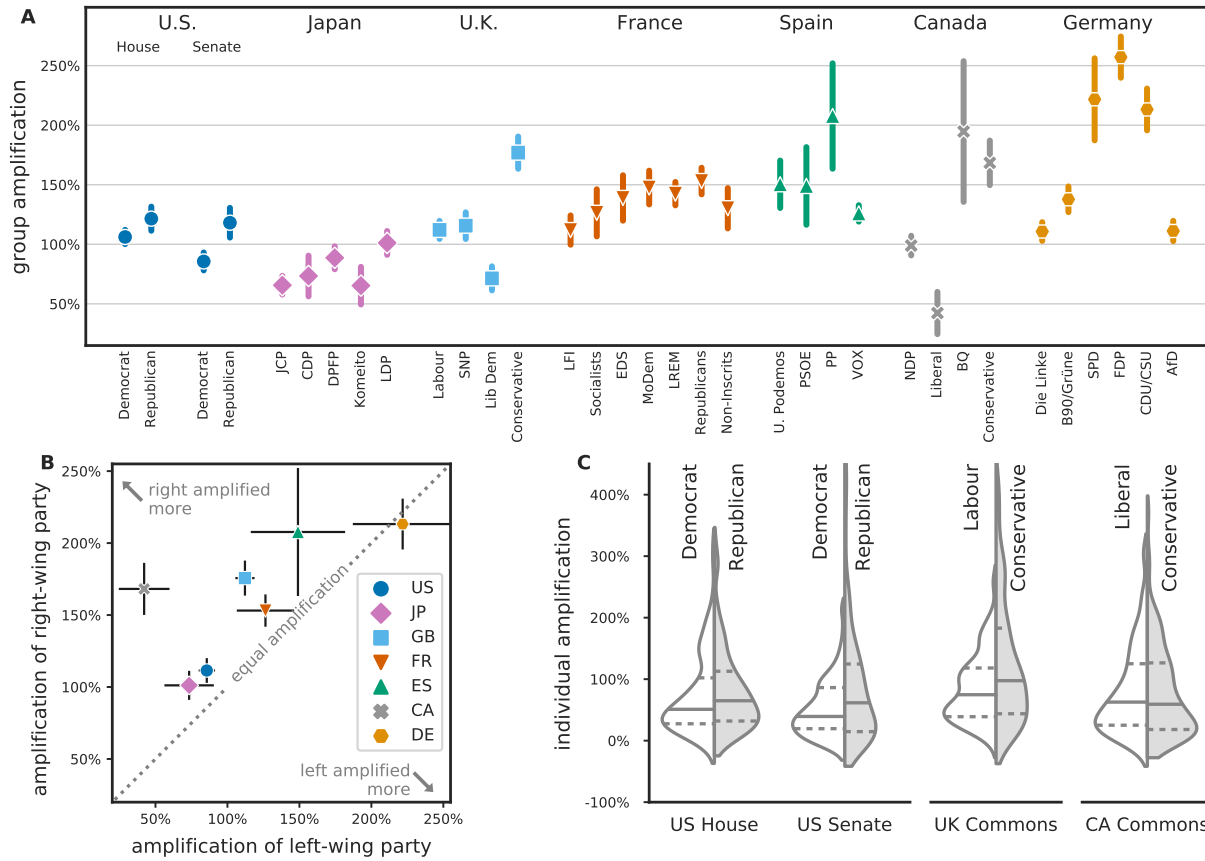 A
U.S.
Japan
U.K.
France
Spain
Canada
Germany
House
Senate
group amplification
250%
200%
150%
100%
50%
Democrat
Republican
Democrat
Republican
JCP
CDP
DPFP
Komeito
LDP
Labour
SNP
Lib Dem
Conservative
LFI
Socialists
EDS
MoDem
LREM
Republicans
Non-Inscrits
U. Podemos
PSOE
PP
VOX
NDP
Liberal
BQ
Conservative
Die Linke
B90/Grüne
SPD
FDP
CDU/CSU
AfD
B
amplification of right-wing party
250%
200%
150%
100%
50%
right amplified
more
equal amplification
US
JP
GB
FR
ES
CA
DE
left amplified
more
50%
100%
150%
200%
250%
amplification of left-wing party
C
individual amplification
400%
300%
200%
100%
0%
-100%
Democrat
Republican
Democrat
Republican
Labour
Conservative
Liberal
Conservative
US House
US Senate
UK Commons
CA Commons